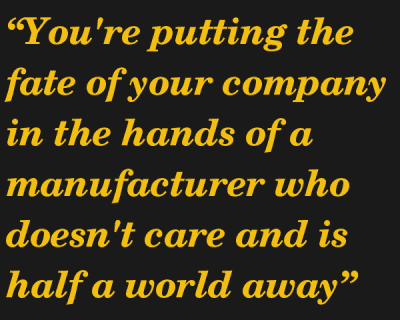 “You're putting the
fate of your company
in the hands of a
manufacturer who
doesn't care and is
half a world away”